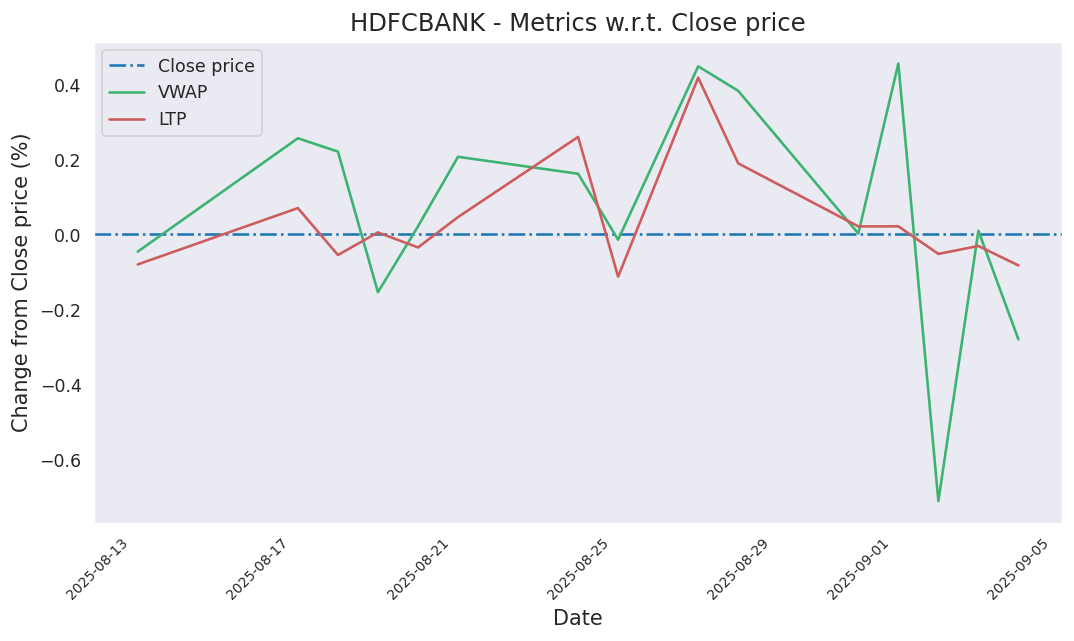 HDFCBANK - Metrics w.r.t. Close price
Close price
VWAP
LTP
Change from Close price (%)
0.4
0.2
0.0
−0.2
−0.4
−0.6
2025-08-13
2025-08-17
2025-08-21
2025-08-25
2025-08-29
2025-09-01
2025-09-05
Date